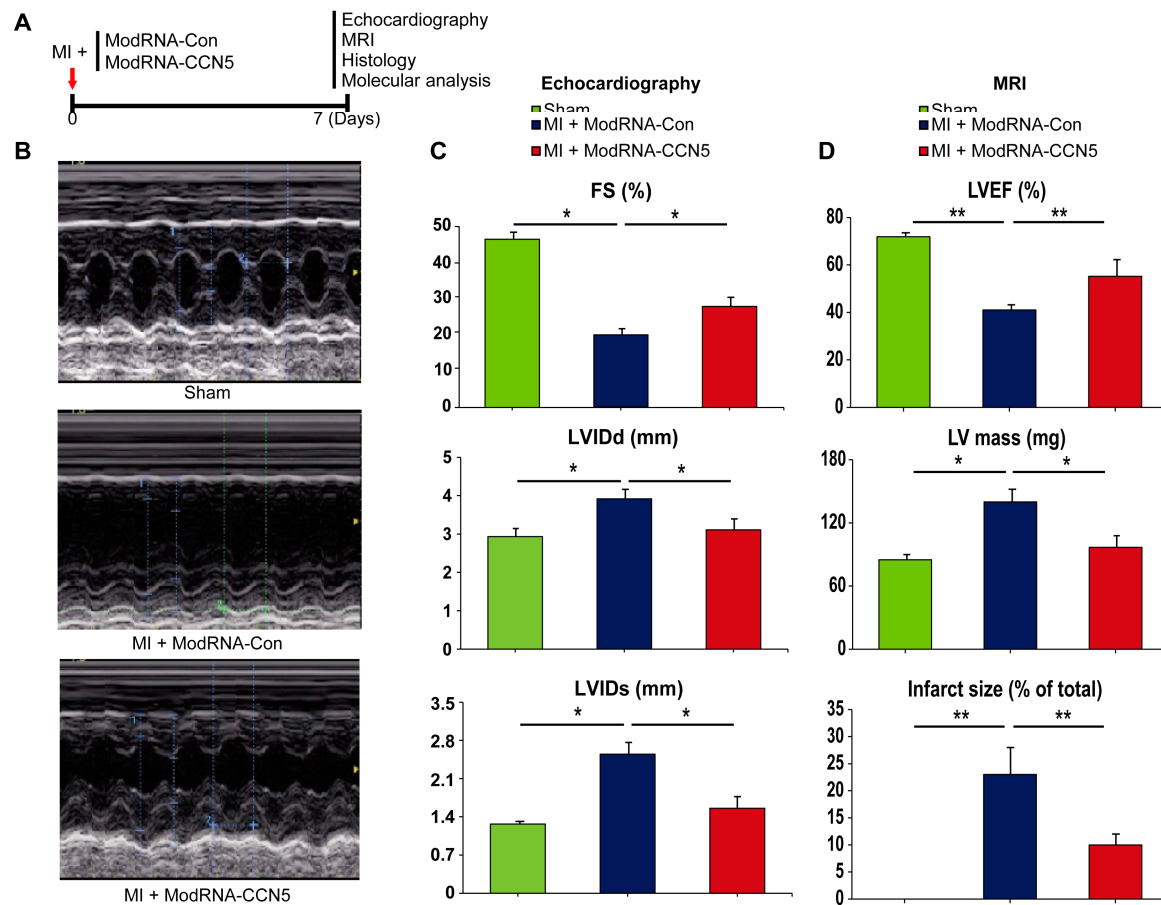 A
MI +
ModRNA-Con
ModRNA-CCN5
Echocardiography
MRI
Histology
Molecular analysis
0
7 (Days)
B
Sham
MI + ModRNA-Con
MI + ModRNA-CCN5
C
Echocardiography
Sham
MI + ModRNA-Con
MI + ModRNA-CCN5
FS (%)
50
40
30
20
10
0
*
*
LVIDd (mm)
5
4
3
2
1
0
*
*
LVIDs (mm)
3.5
2.8
2.1
1.4
0.7
0
*
*
D
MRI
Sham
MI + ModRNA-Con
MI + ModRNA-CCN5
LVEF (%)
80
60
40
20
0
**
**
LV mass (mg)
180
120
60
0
*
*
Infarct size (% of total)
35
30
25
20
15
10
5
0
**
**